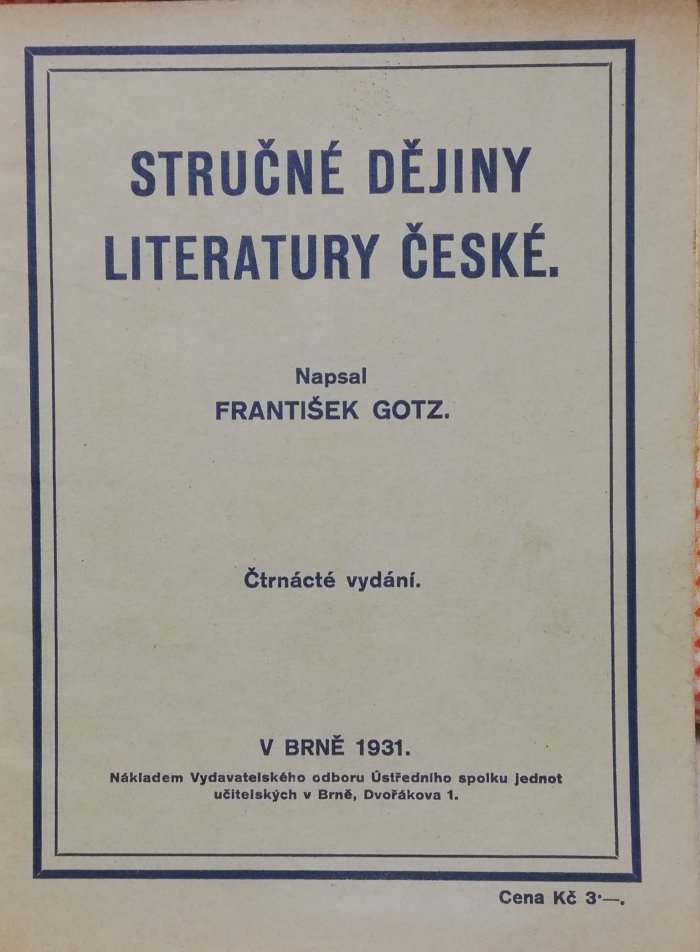 STRUČNÉ DĚJINY
LITERATURY ČESKÉ.
Napsal
FRANTIŠEK GOTZ.
Čtrnácté vydání.
V BRNĚ 1931.
Nákladem Vydavatelského odboru Ústředního spolku jednot
učitelských v Brně, Dvořákova 1.
Cena Kč 3·—.